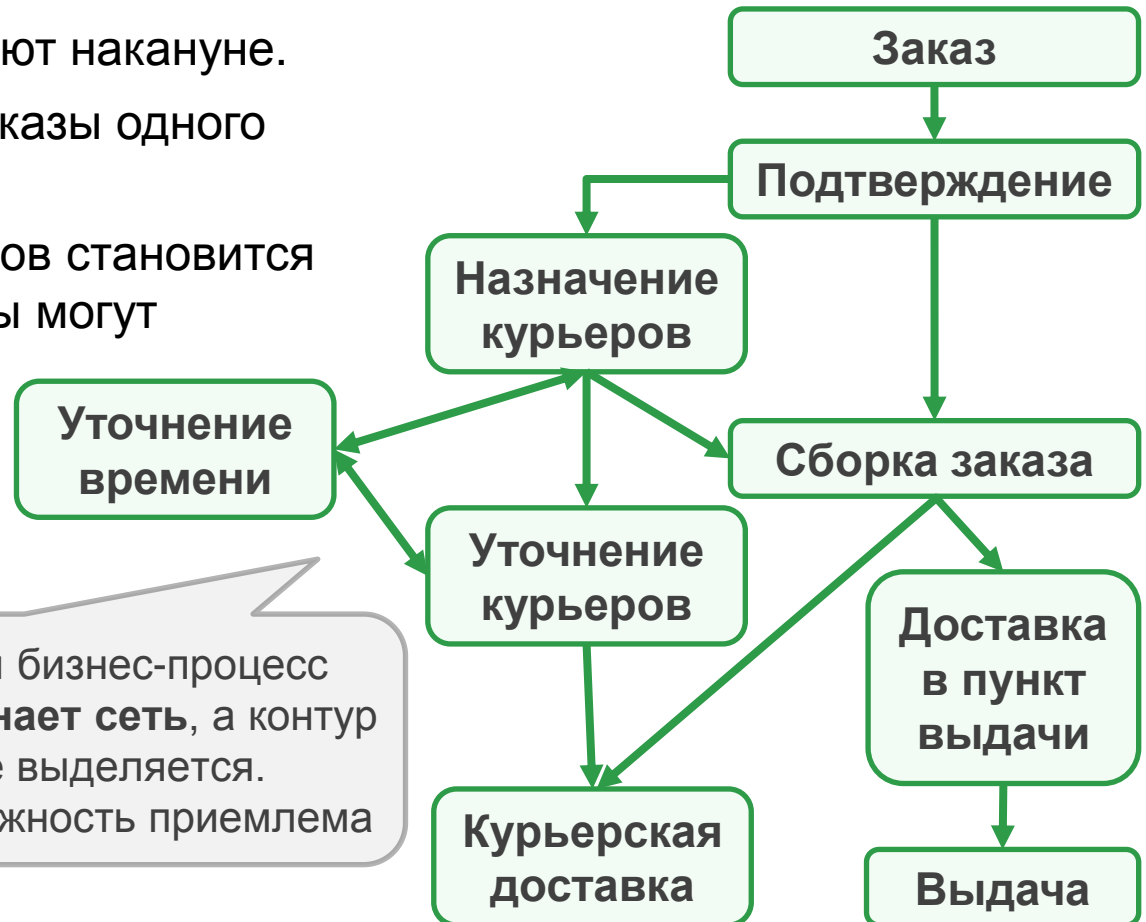 ют накануне.
казы одного
ов становится
ы могут
Заказ
Подтверждение
Назначение
курьеров
Уточнение
времени
Сборка заказа
Уточнение
курьеров
Доставка
в пункт
выдачи
бизнес-процесс
нает сеть, а контур
е выделяется.
жность приемлема
Курьерская
доставка
Выдача